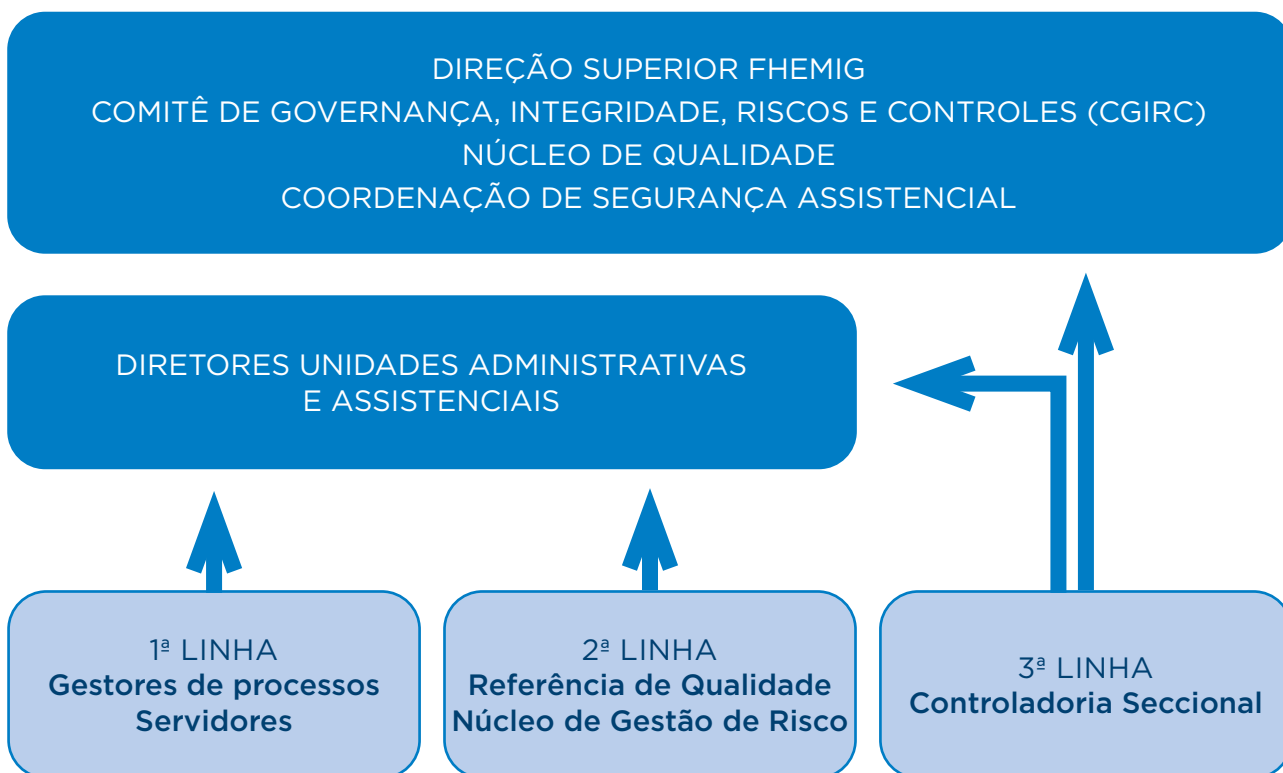 DIREÇÃO SUPERIOR FHEMIG
COMITÊ DE GOVERNANÇA, INTEGRIDADE, RISCOS E CONTROLES (CGIRC)
NÚCLEO DE QUALIDADE
COORDENAÇÃO DE SEGURANÇA ASSISTENCIAL
DIRETORES UNIDADES ADMINISTRATIVAS
E ASSISTENCIAIS
1ª LINHA
Gestores de processos
Servidores
2ª LINHA
Referência de Qualidade
Núcleo de Gestão de Risco
3ª LINHA
Controladoria Seccional